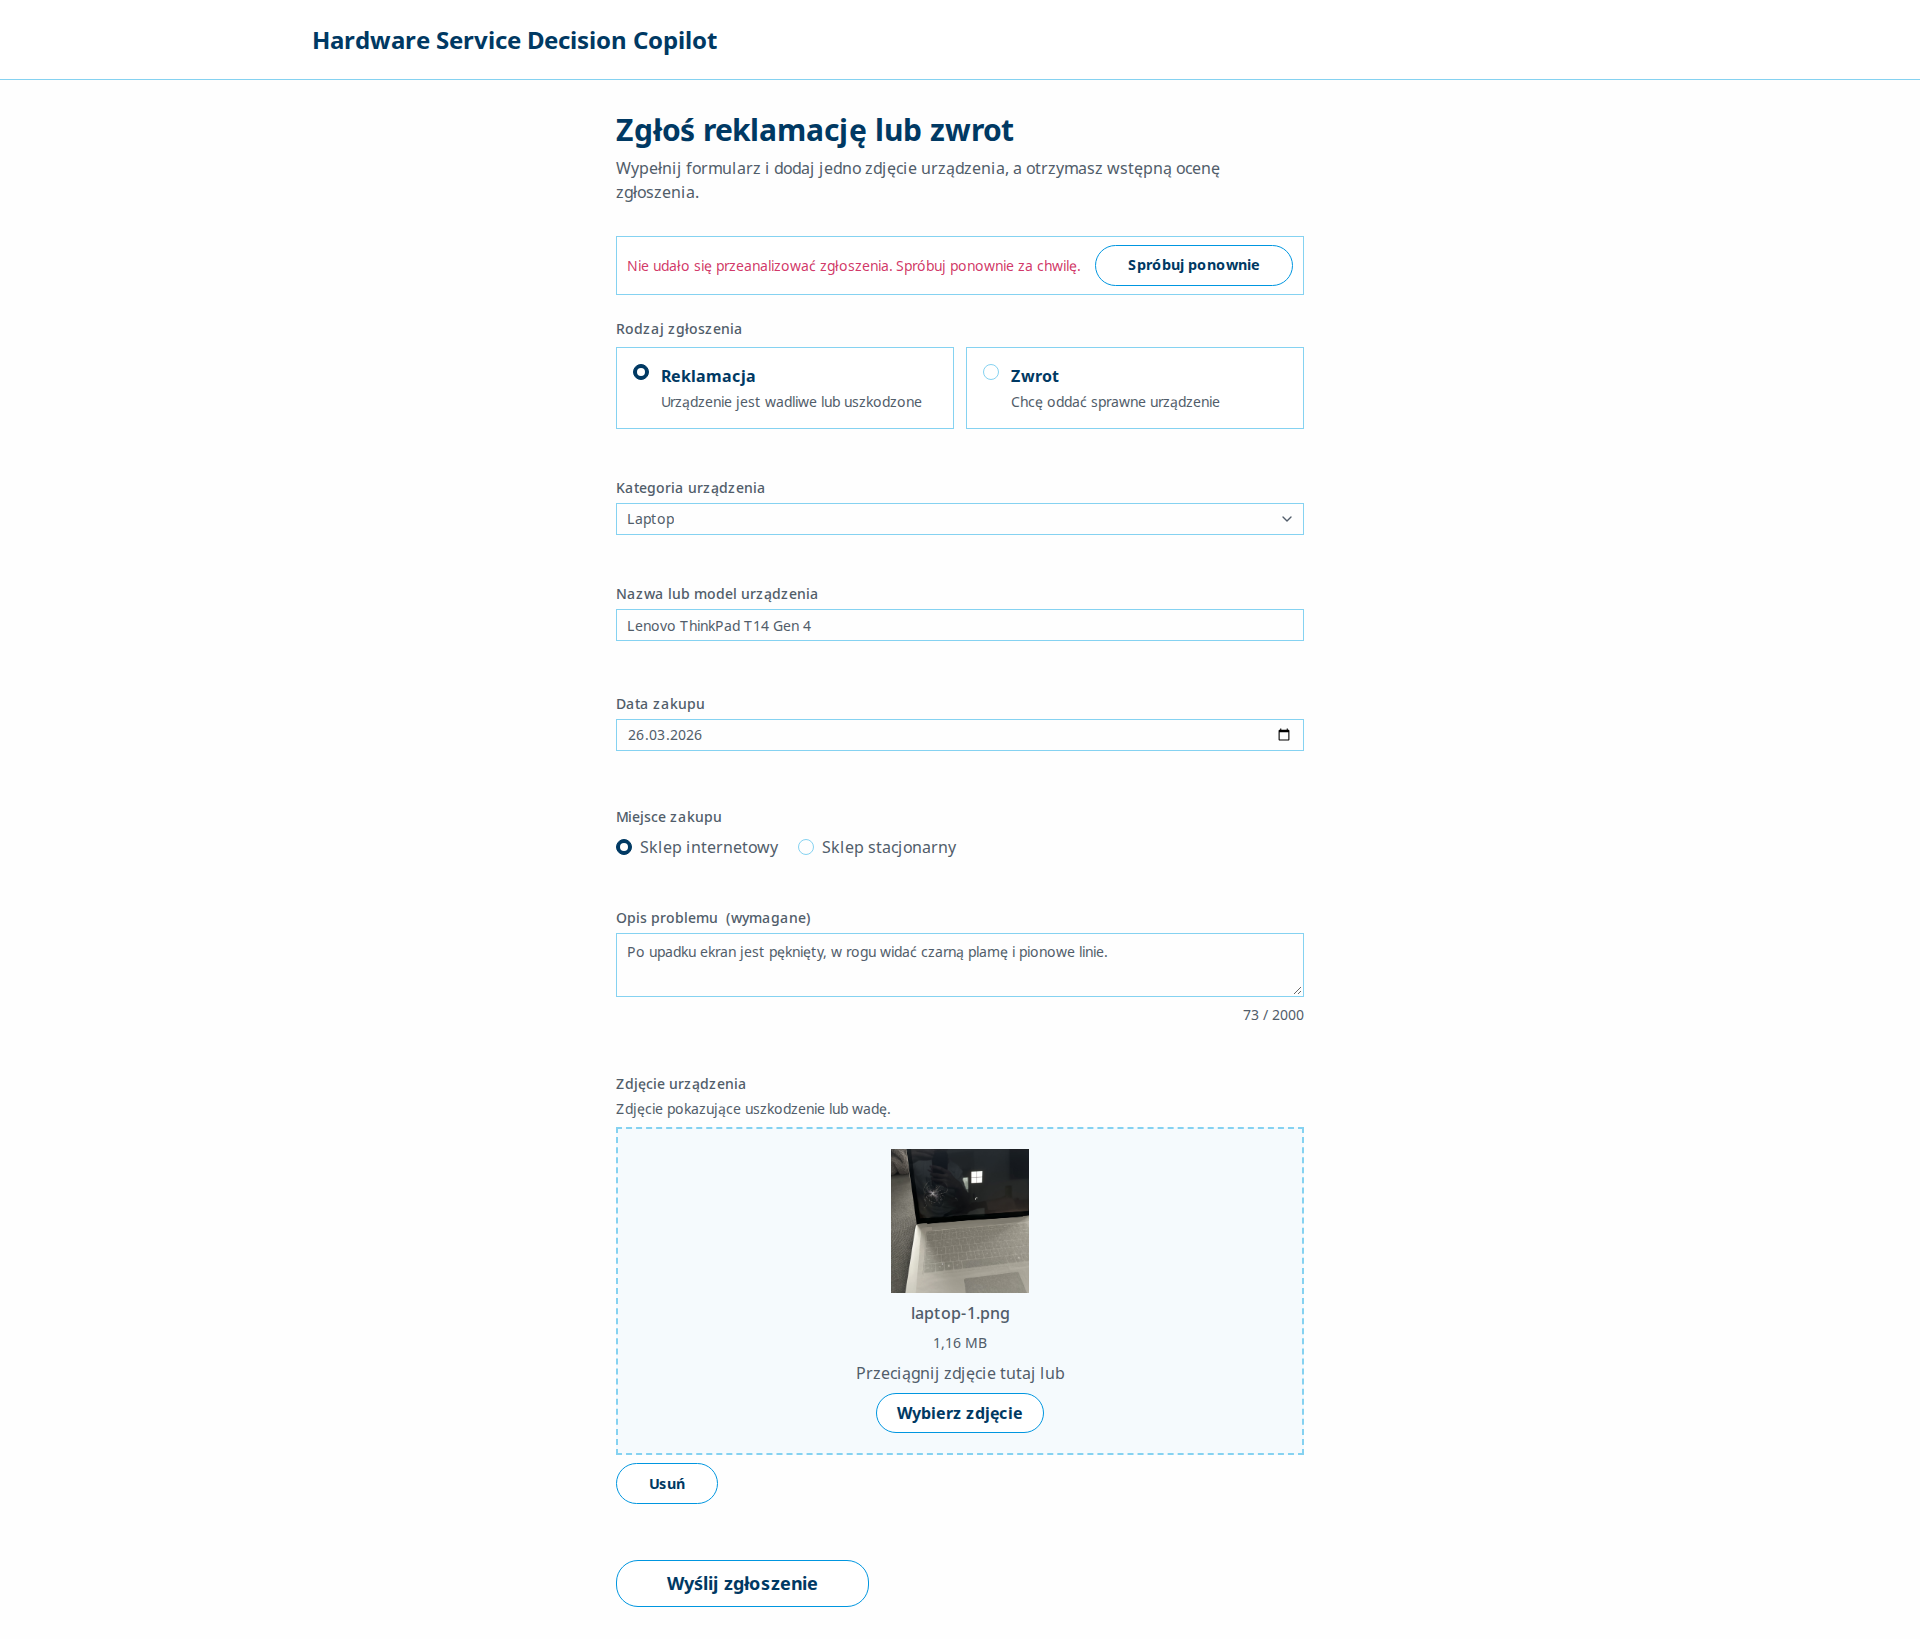 Hardware Service Decision Copilot
Zgłoś reklamację lub zwrot
Wypełnij formularz i dodaj jedno zdjęcie urządzenia, a otrzymasz wstępną ocenę
zgłoszenia.
Nie udało się przeanalizować zgłoszenia. Spróbuj ponownie za chwilę.
Spróbuj ponownie
Rodzaj zgłoszenia
Reklamacja
Urządzenie jest wadliwe lub uszkodzone
Zwrot
Chcę oddać sprawne urządzenie
Kategoria urządzenia
Laptop
Nazwa lub model urządzenia
Lenovo ThinkPad T14 Gen 4
Data zakupu
26.03.2026
Miejsce zakupu
Sklep internetowy
Sklep stacjonarny
Opis problemu (wymagane)
Po upadku ekran jest pęknięty, w rogu widać czarną plamę i pionowe linie.
73 / 2000
Zdjęcie urządzenia
Zdjęcie pokazujące uszkodzenie lub wadę.
laptop-1.png
1,16 MB
Przeciągnij zdjęcie tutaj lub
Wybierz zdjęcie
Usuń
Wyślij zgłoszenie